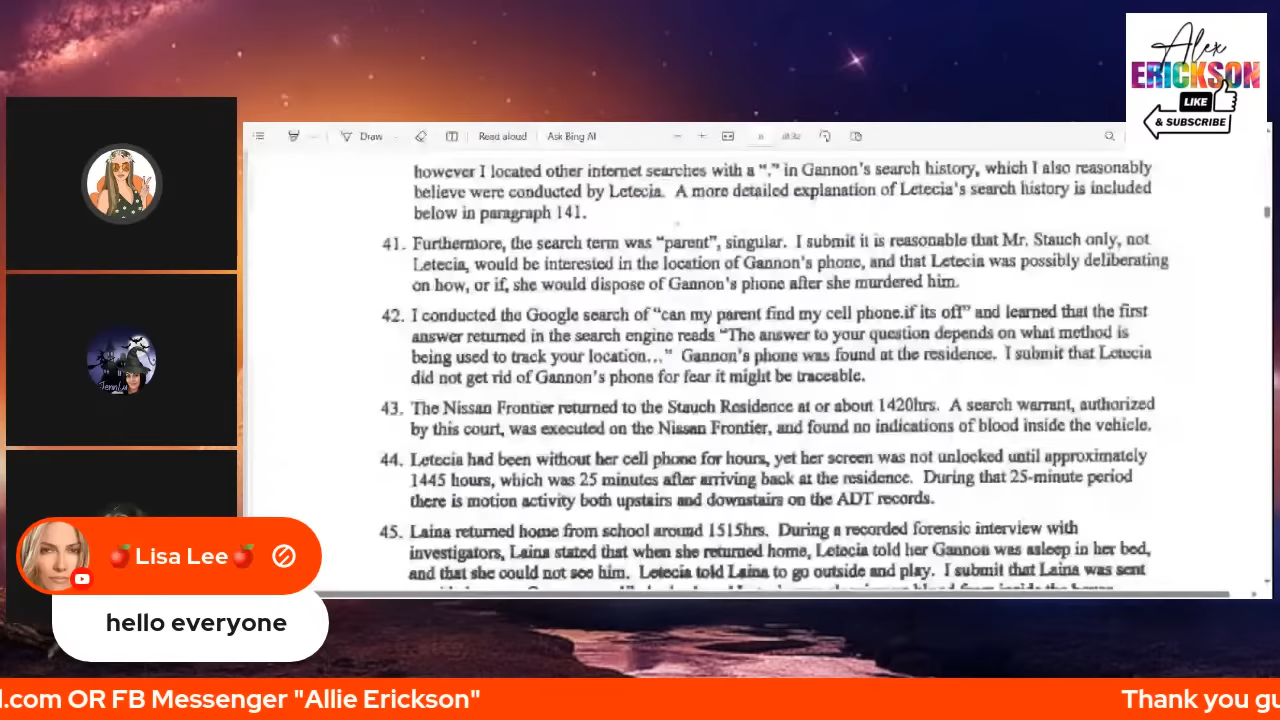 Alex
ERICKSON
LIKE
& SUBSCRIBE
Draw
Read aloud
Ask Bing AI
however I located other internet searches with a "." in Gannon's search history, which I also reasonably
believe were conducted by Letecia. A more detailed explanation of Letecia's search history is included
below in paragraph 141.
41. Furthermore, the search term was "parent", singular. I submit it is reasonable that Mr. Stauch only, not
Letecia, would be interested in the location of Gannon's phone, and that Letecia was possibly deliberating
on how, or if, she would dispose of Gannon's phone after she murdered him.
42. I conducted the Google search of "can my parent find my cell phone.if its off" and learned that the first
answer returned in the search engine reads "The answer to your question depends on what method is
being used to track your location..." Gannon's phone was found at the residence. I submit that Letecia
did not get rid of Gannon's phone for fear it might be traceable.
43. The Nissan Frontier returned to the Stauch Residence at or about 1420hrs. A search warrant, authorized
by this court, was executed on the Nissan Frontier, and found no indications of blood inside the vehicle.
44. Letecia had been without her cell phone for hours, yet her screen was not unlocked until approximately
1445 hours, which was 25 minutes after arriving back at the residence. During that 25-minute period
there is motion activity both upstairs and downstairs on the ADT records.
45. Laina returned home from school around 1515hrs. During a recorded forensic interview with
investigators, Laina stated that when she returned home, Letecia told her Gannon was asleep in her bed,
and that she could not see him. Letecia told Laina to go outside and play. I submit that Laina was sent
Lisa Lee
hello everyone
l.com OR FB Messenger "Allie Erickson"
Thank you gu